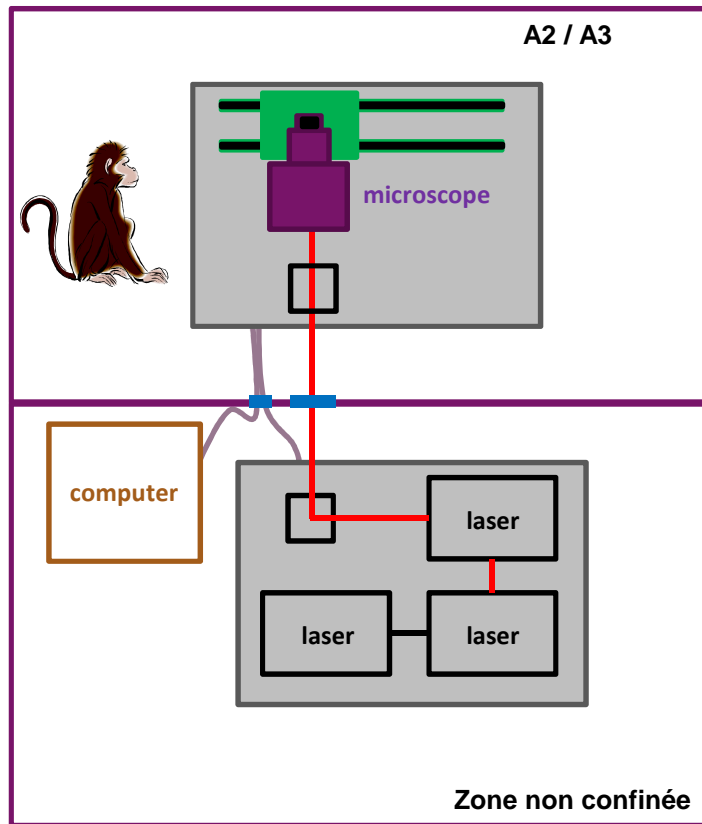 A2 / A3
microscope
computer
laser
laser
laser
Zone non confinée